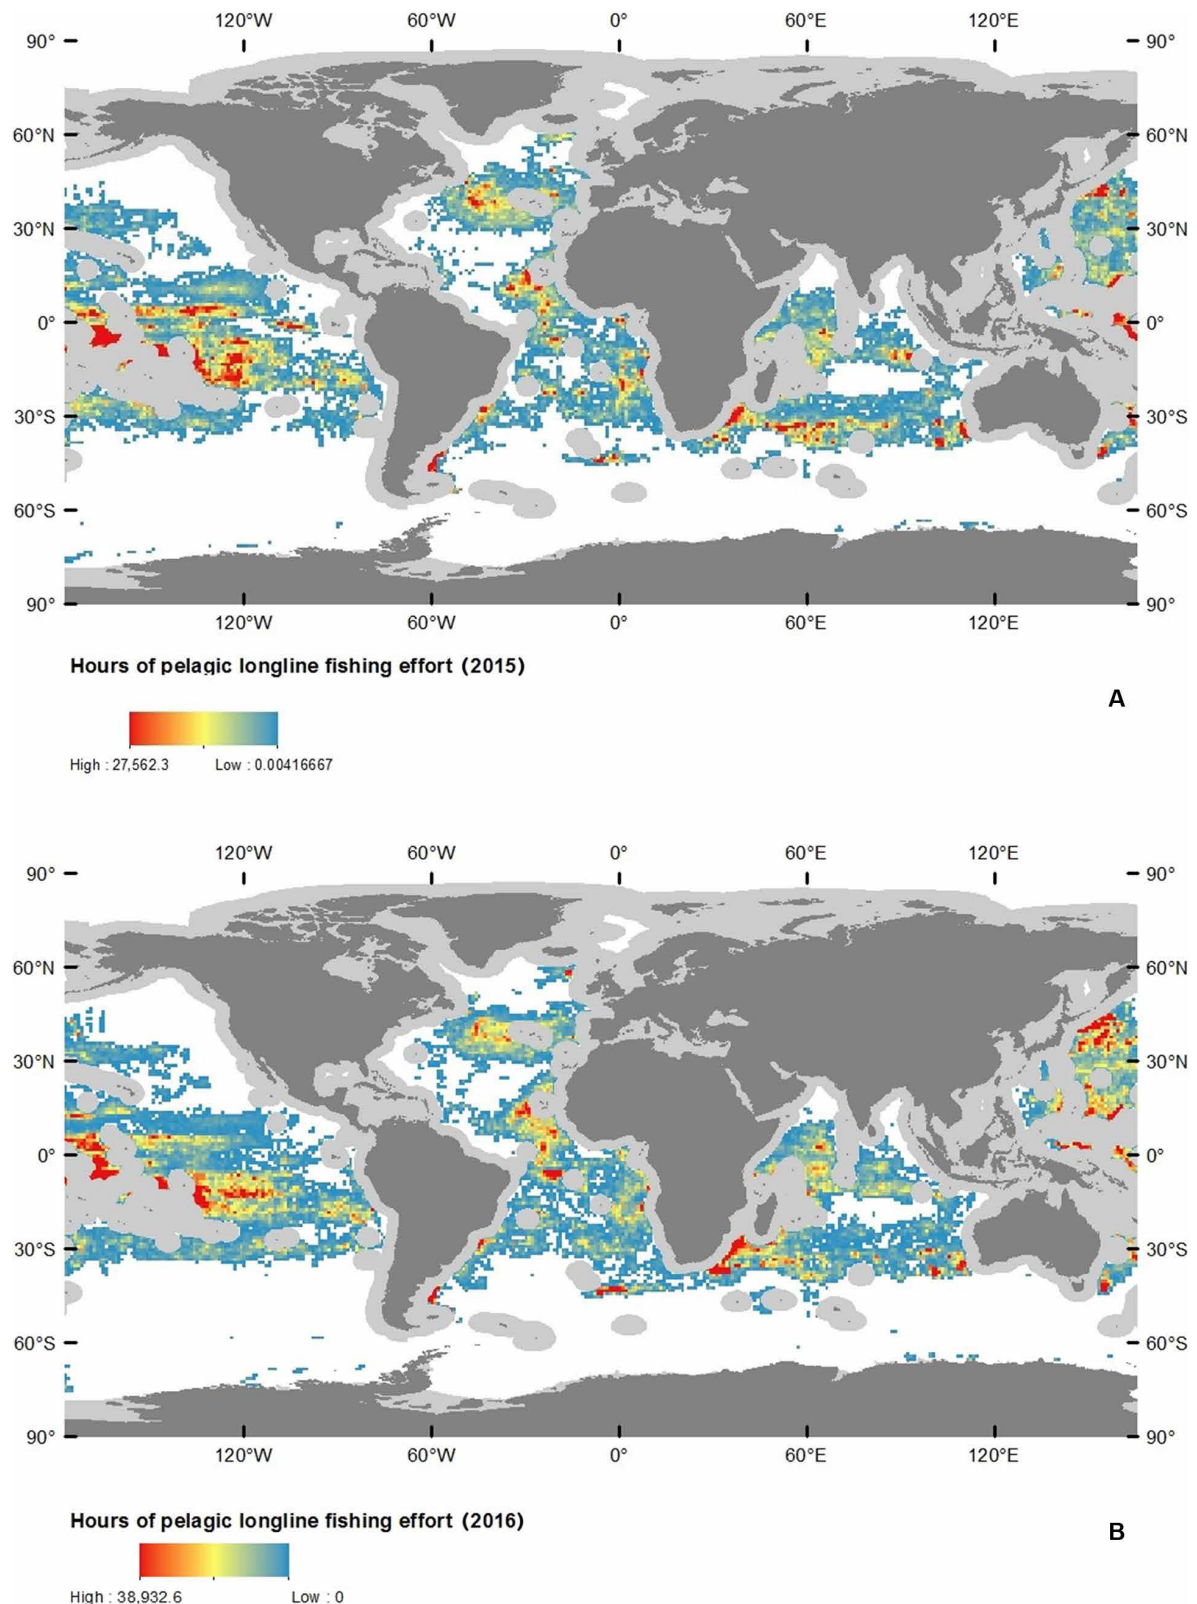 120°W 60°W 0° 60°E 120°E
90° 90°
60°N 60°N
30°N 30°N
0° 0°
30°S 30°S
60°S 60°S
90° 90°
120°W 60°W 0° 60°E 120°E
Hours of pelagic longline fishing effort (2015)
A
High : 27,562.3 Low : 0.00416667
120°W 60°W 0° 60°E 120°E
90° 90°
60°N 60°N
30°N 30°N
0° 0°
30°S 30°S
60°S 60°S
90° 90°
120°W 60°W 0° 60°E 120°E
Hours of pelagic longline fishing effort (2016)
B
High : 38,932.6 Low : 0